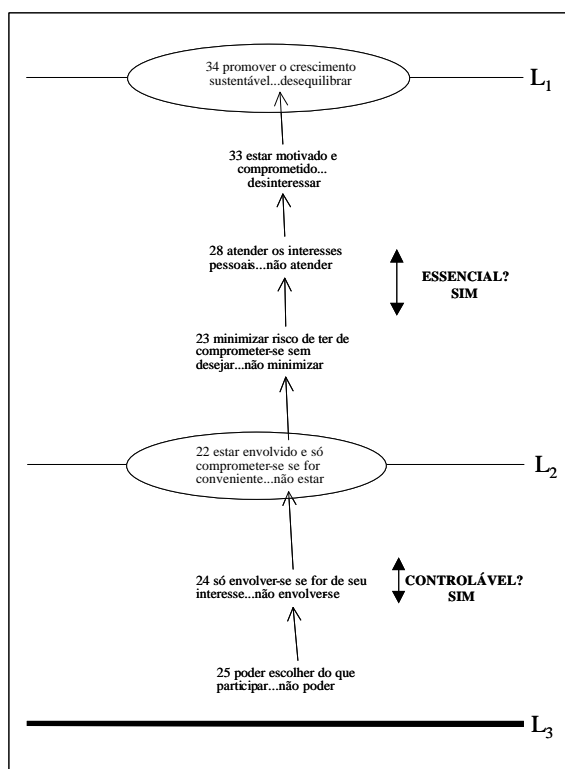 34 promover o crescimento
sustentável...desequilibrar
L1
33 estar motivado e
comprometido...
desinteressar
28 atender os interesses
pessoais...não atender
ESSENCIAL?
SIM
23 minimizar risco de ter de
comprometer-se sem
desejar...não minimizar
22 estar envolvido e só
comprometer-se se for
conveniente...não estar
L2
24 só envolver-se se for de seu
interesse...não envolver-se
CONTROLÁVEL?
SIM
25 poder escolher do que
participar...não poder
L3